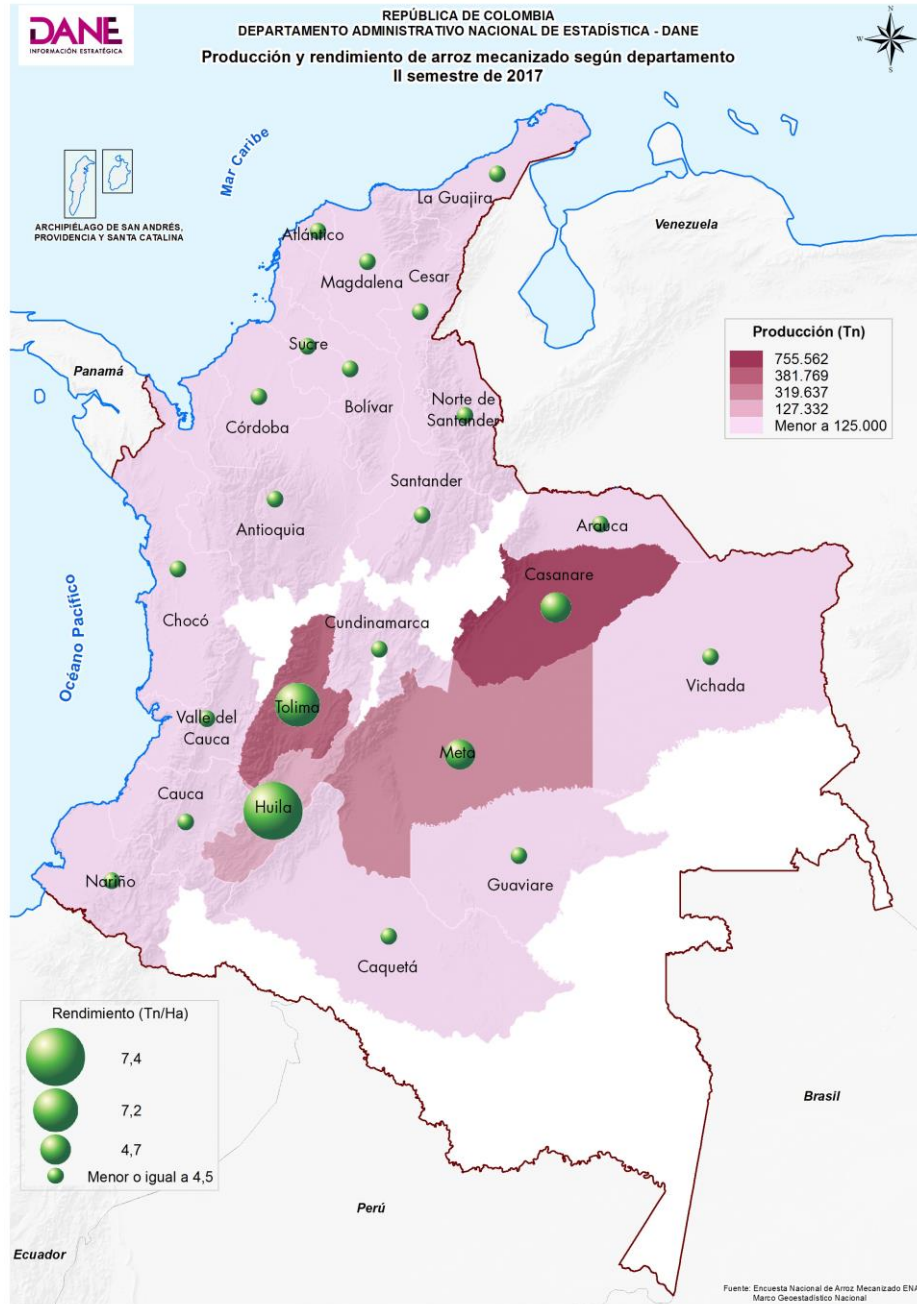 DANE
INFORMACIÓN ESTRATÉGICA
REPÚBLICA DE COLOMBIA
DEPARTAMENTO ADMINISTRATIVO NACIONAL DE ESTADÍSTICA - DANE
Producción y rendimiento de arroz mecanizado según departamento
II semestre de 2017
N
W
E
S
Mar Caribe
ARCHIPIÉLAGO DE SAN ANDRÉS,
PROVIDENCIA Y SANTA CATALINA
La Guajira
Atlántico
Venezuela
Magdalena
Cesar
Sucre
Panamá
Bolívar
Norte de
Santander
Córdoba
Producción (Tn)
755.562
381.769
319.637
127.332
Menor a 125.000
Santander
Antioquia
Arauca
Casanare
Chocó
Cundinamarca
Océano Pacífico
Vichada
Tolima
Valle del
Cauca
Meta
Cauca
Huila
Guaviare
Nariño
Caquetá
Rendimiento (Tn/Ha)
7,4
7,2
4,7
Menor o igual a 4,5
Brasil
Perú
Ecuador
Fuente: Encuesta Nacional de Arroz Mecanizado ENA
Marco Geoestadístico Nacional